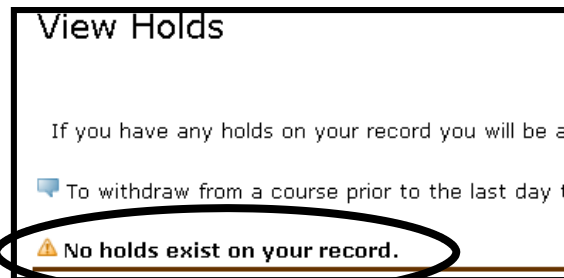 View Holds
If you have any holds on your record you will be
To withdraw from a course prior to the last day
No holds exist on your record.